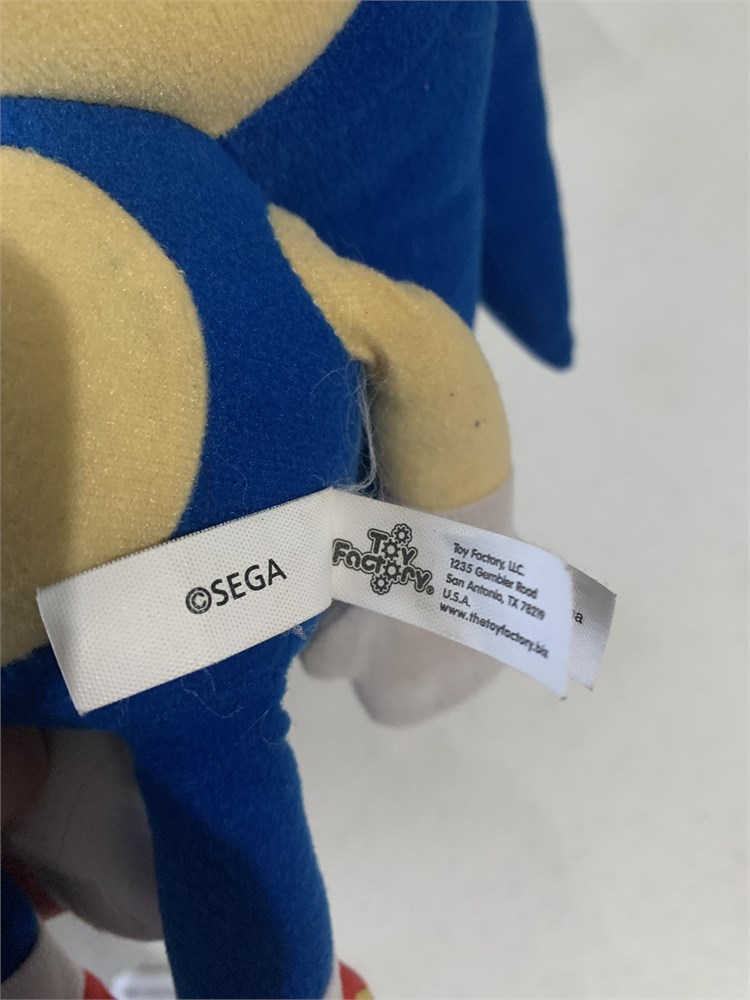 ©SEGA
Toy
Factory®
Toy Factory, LLC.
1235 Gembler Road
San Antonio, TX 78219
U.S.A.
www.thetoyfactory.biz